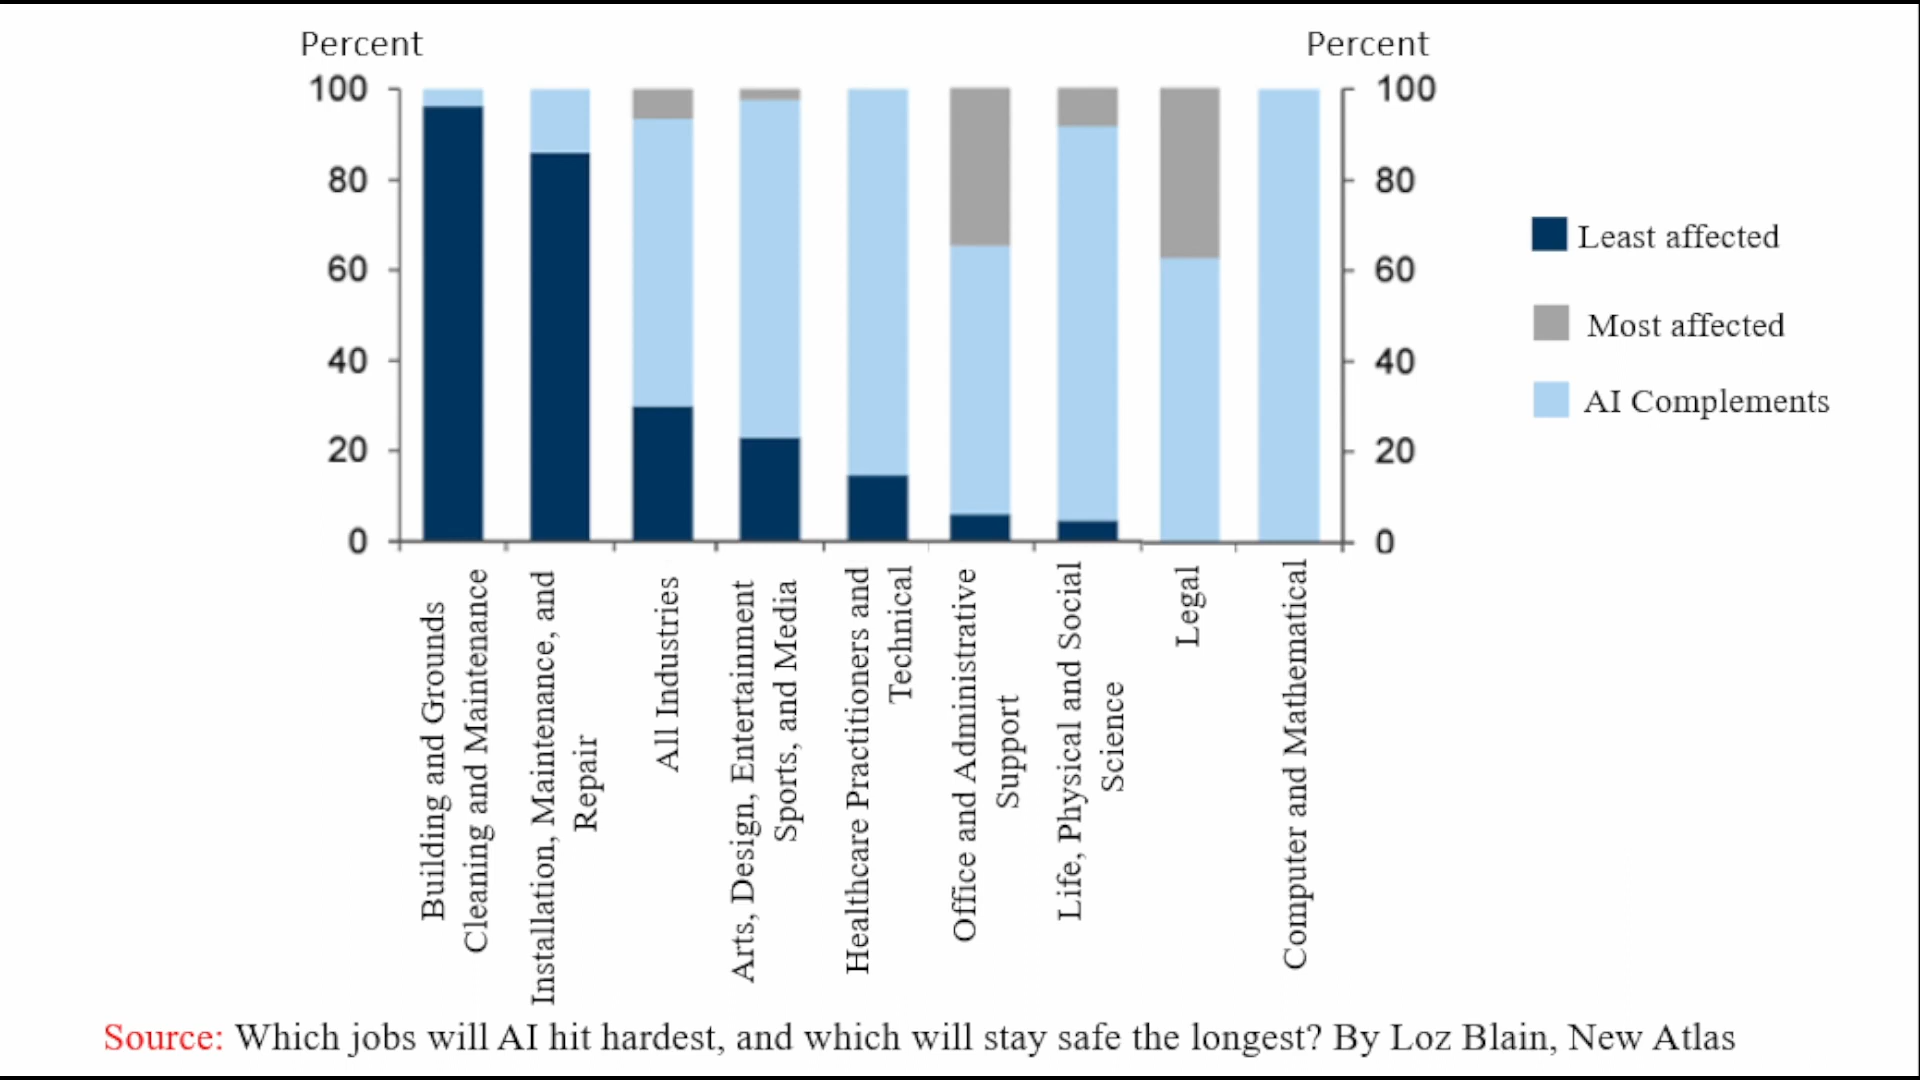 Percent
Percent
100
80
60
40
20
0
100
80
60
40
20
0
Least affected
Most affected
AI Complements
Building and Grounds
Cleaning and Maintenance
Installation, Maintenance, and
Repair
All Industries
Arts, Design, Entertainment
Sports, and Media
Healthcare Practitioners and
Technical
Office and Administrative
Support
Life, Physical and Social
Science
Legal
Computer and Mathematical
Source: Which jobs will AI hit hardest, and which will stay safe the longest? By Loz Blain, New Atlas